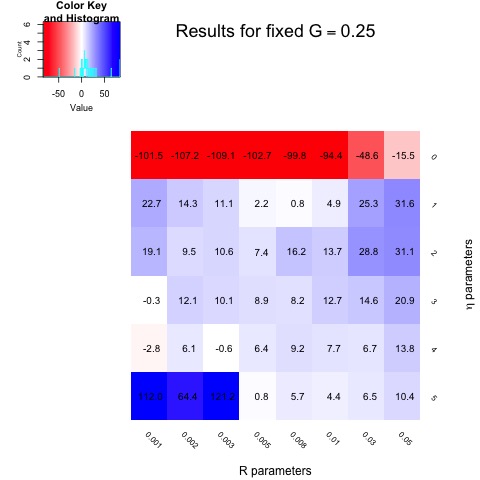 Color Key
and Histogram
Count
0 2 4 6
-50 0 50
Value
Results for fixed G = 0.25
-101.5 -107.2 -109.1 -102.7 -99.8 -94.4 -48.6 -15.5 0
22.7 14.3 11.1 2.2 0.8 4.9 25.3 31.6 1
19.1 9.5 10.6 7.4 16.2 13.7 28.8 31.1 2
-0.3 12.1 10.1 8.9 8.2 12.7 14.6 20.9 3
-2.8 6.1 -0.6 6.4 9.2 7.7 6.7 13.8 4
64.4 0.8 5.7 4.4 6.5 10.4 5
0.001 0.002 0.003 0.005 0.008 0.01 0.03 0.05
R parameters
η parameters